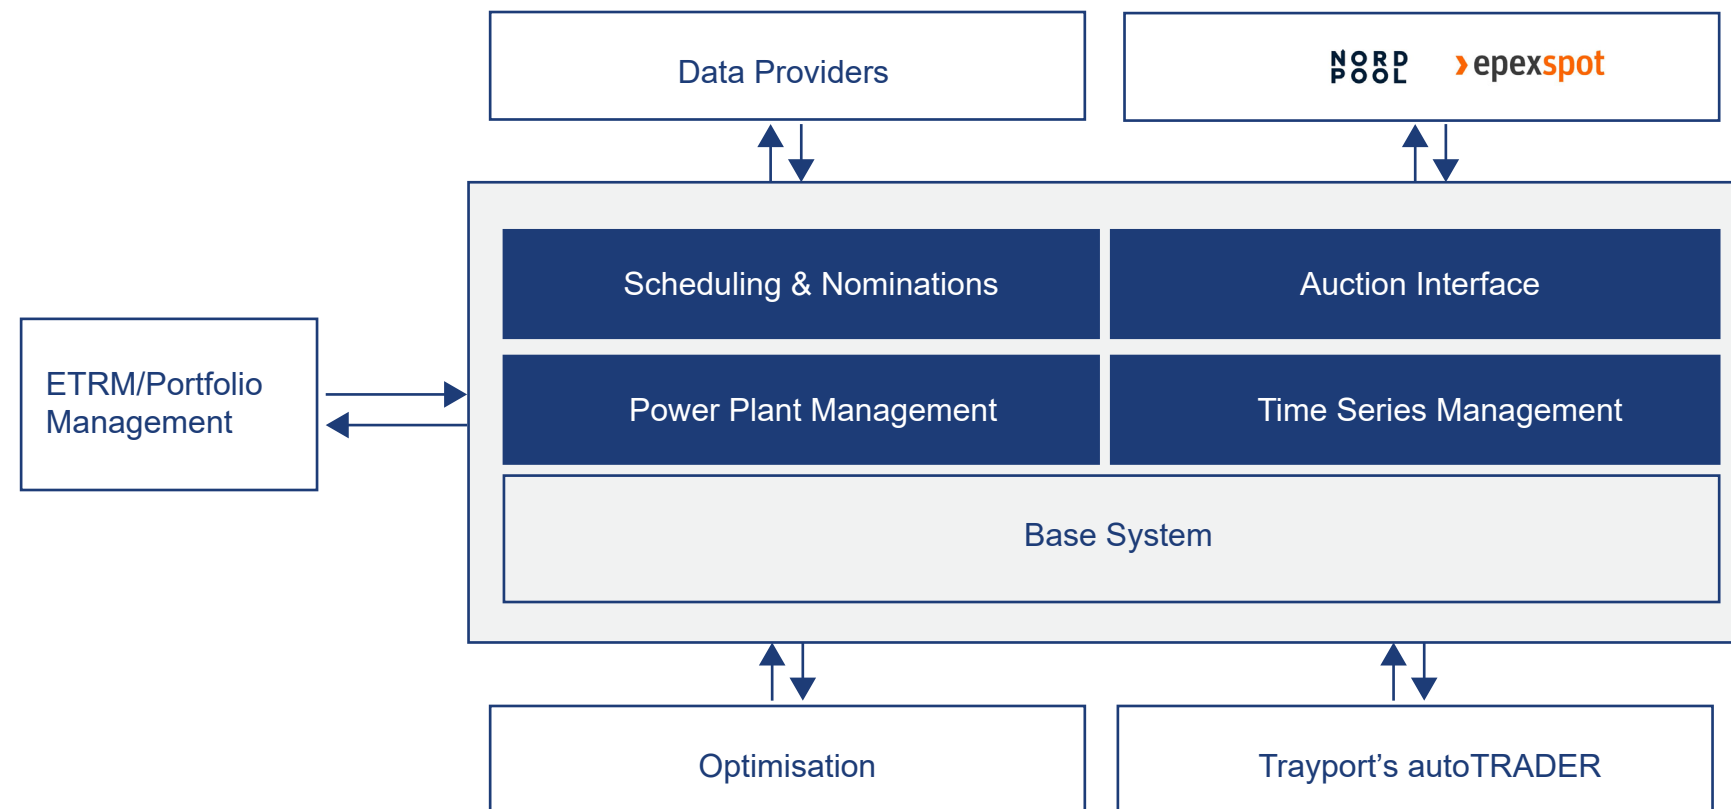 Data Providers
NORD
POOL
epexspot
Scheduling & Nominations
Auction Interface
ETRM/Portfolio
Management
Power Plant Management
Time Series Management
Base System
Optimisation
Trayport’s autoTRADER